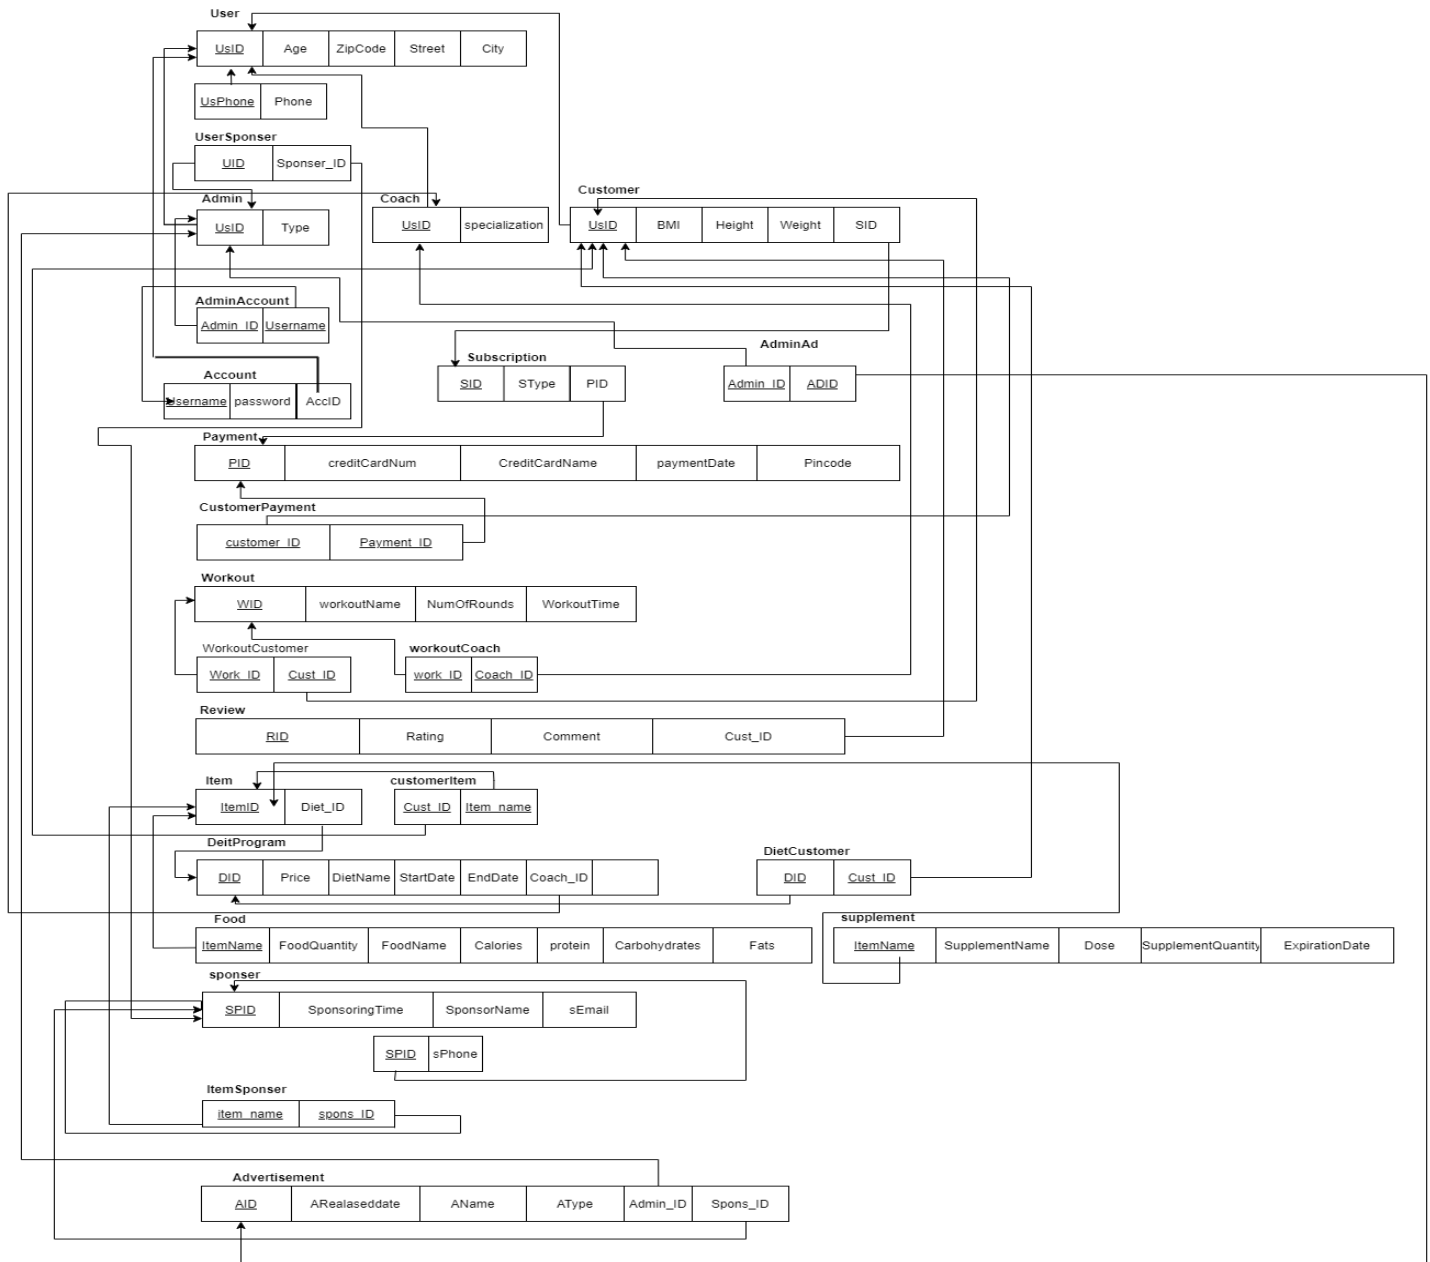 User
UsID Age ZipCode Street City
UsPhone Phone
UserSponser
UID Sponser_ID
Admin Coach Customer
UsID Type UsID specialization UsID BMI Height Weight SID
AdminAccount
Admin_ID Username
Subscription AdminAd
SID SType PID Admin_ID ADID
Account
Username password AccID
Payment
PID creditCardNum CreditCardName paymentDate Pincode
CustomerPayment
customer_ID Payment_ID
Workout
WID workoutName NumOfRounds WorkoutTime
WorkoutCustomer workoutCoach
Work_ID Cust_ID work_ID Coach_ID
Review
RID Rating Comment Cust_ID
Item customerItem
ItemID Diet_ID Cust_ID Item_name
DeitProgram DietCustomer
DID Price DietName StartDate EndDate Coach_ID DID Cust_ID
Food supplement
ItemName FoodQuantity FoodName Calories protein Carbohydrates Fats ItemName SupplementName Dose SupplementQuantity ExpirationDate
sponser
SPID SponsoringTime SponsorName sEmail
SPID sPhone
ItemSponser
item_name spons_ID
Advertisement
AID ARealaseddate AName AType Admin_ID Spons_ID